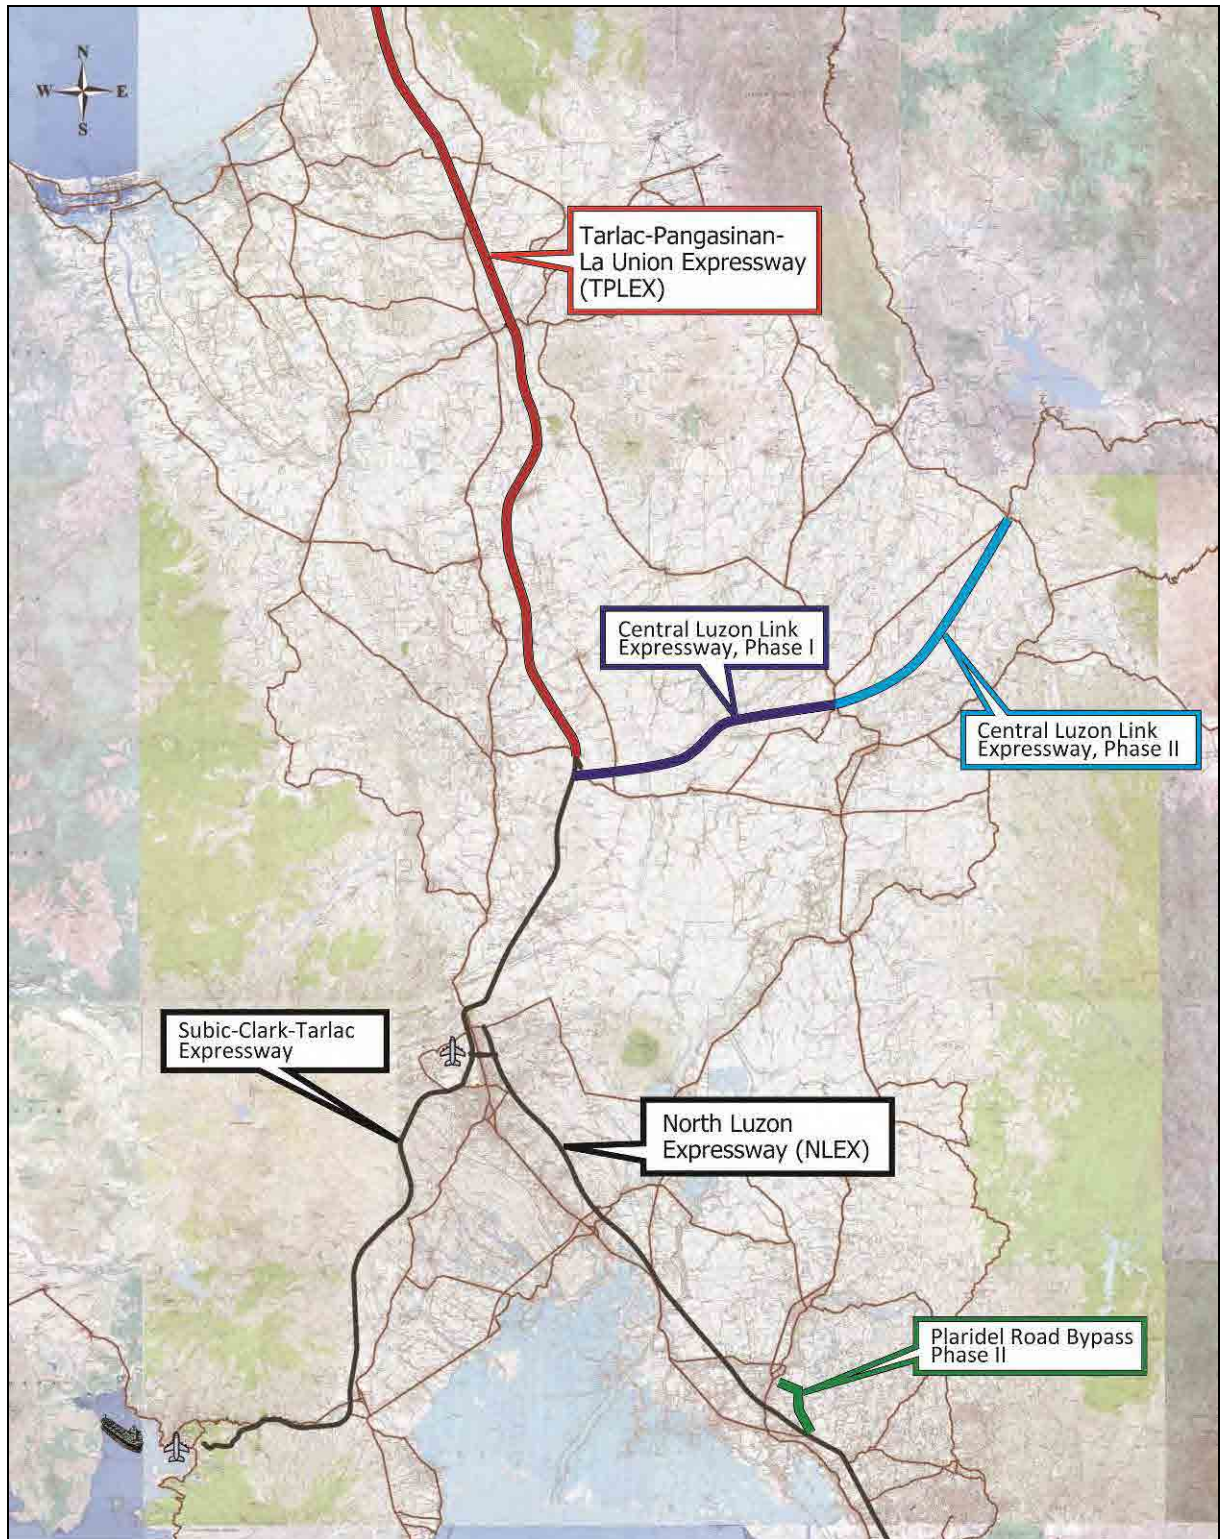 N
W E
S
Tarlac-Pangasinan-
La Union Expressway
(TPLEX)
Central Luzon Link
Expressway, Phase I
Central Luzon Link
Expressway, Phase II
Subic-Clark-Tarlac
Expressway
North Luzon
Expressway (NLEX)
Plaridel Road Bypass
Phase II